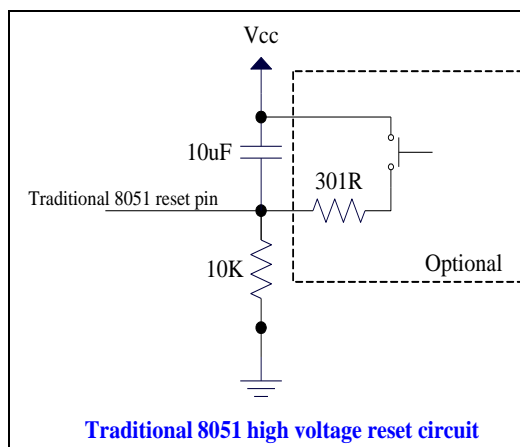 Vcc
10uF
301R
Traditional 8051 reset pin
10K
Optional
Traditional 8051 high voltage reset circuit